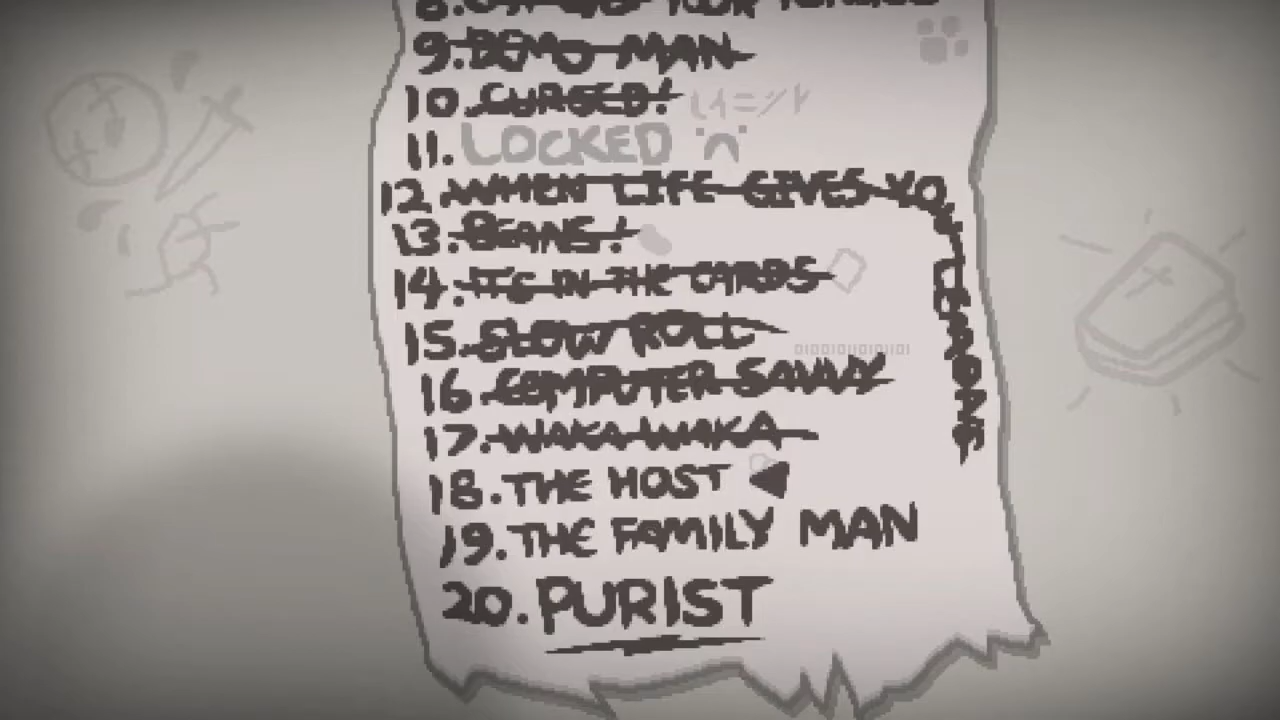 9. DEMO MAN
10. CURSED!
11. LOCKED
12 WHEN LIFE GIVES YOU LEMONS
13. BEANS!
14. IT'S IN THE CARDS
15. SLOW ROLL
010010110101101
16. COMPUTER SAVVY
17. WAKA WAKA
18. THE HOST
19. THE FAMILY MAN
20. PURIST